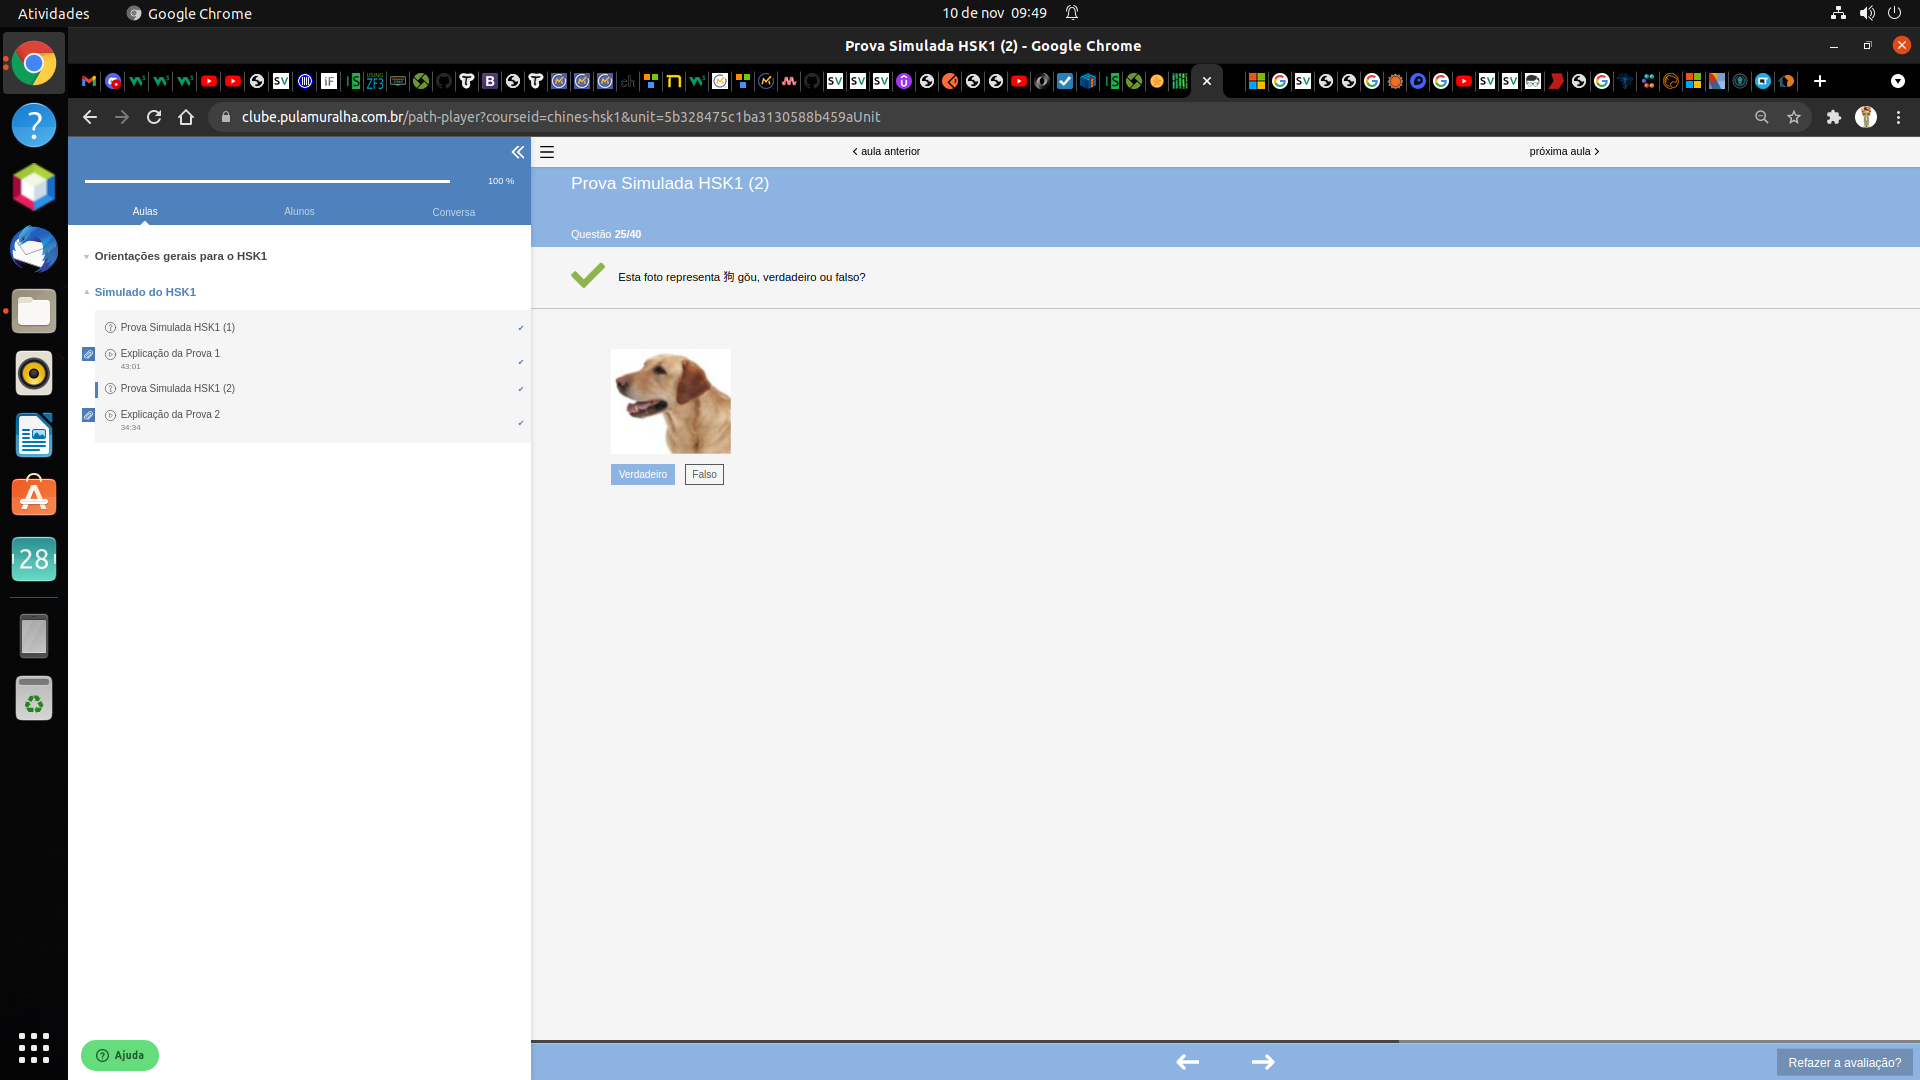 Atividades
Google Chrome
10 de nov 09:49
Prova Simulada HSK1 (2) - Google Chrome
clube.pulamuralha.com.br/path-player?courseid=chines-hsk1&unit=5b328475c1ba3130588b459aUnit
100 %
Aulas
Alunos
Conversa
Orientações gerais para o HSK1
Simulado do HSK1
Prova Simulada HSK1 (1)
Explicação da Prova 1
43:01
Prova Simulada HSK1 (2)
Explicação da Prova 2
34:34
Ajuda
28
aula anterior
próxima aula
Prova Simulada HSK1 (2)
Questão 25/40
Esta foto representa 狗 gǒu, verdadeiro ou falso?
Verdadeiro
Falso
Refazer a avaliação?